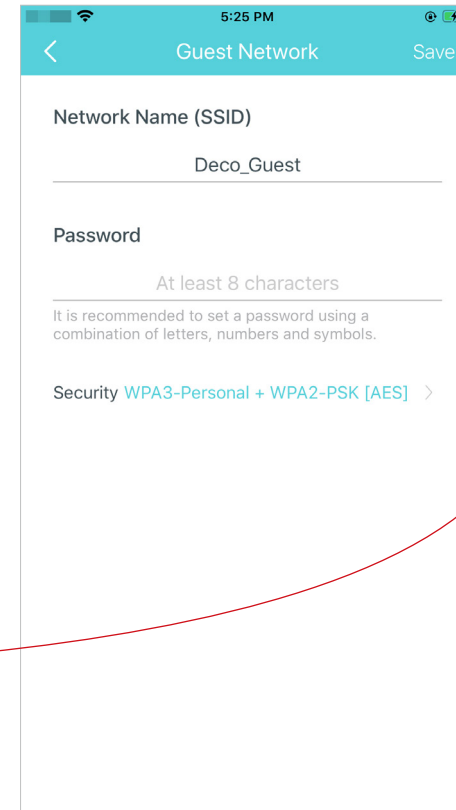 5:25 PM
Guest Network
Save
Network Name (SSID)
Deco_Guest
Password
At least 8 characters
It is recommended to set a password using a
combination of letters, numbers and symbols.
Security WPA3-Personal + WPA2-PSK [AES]